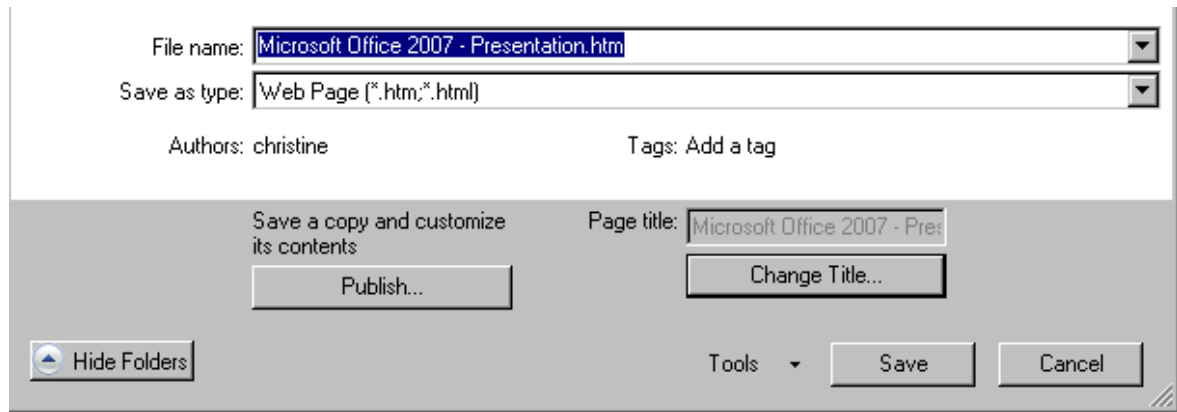 File name: Microsoft Office 2007 - Presentation.htm
Save as type: Web Page (*.htm;*.html)
Authors: christine Tags: Add a tag
Save a copy and customize
its contents
Page title: Microsoft Office 2007 - Pres
Publish...
Change Title...
Hide Folders
Tools
Save
Cancel